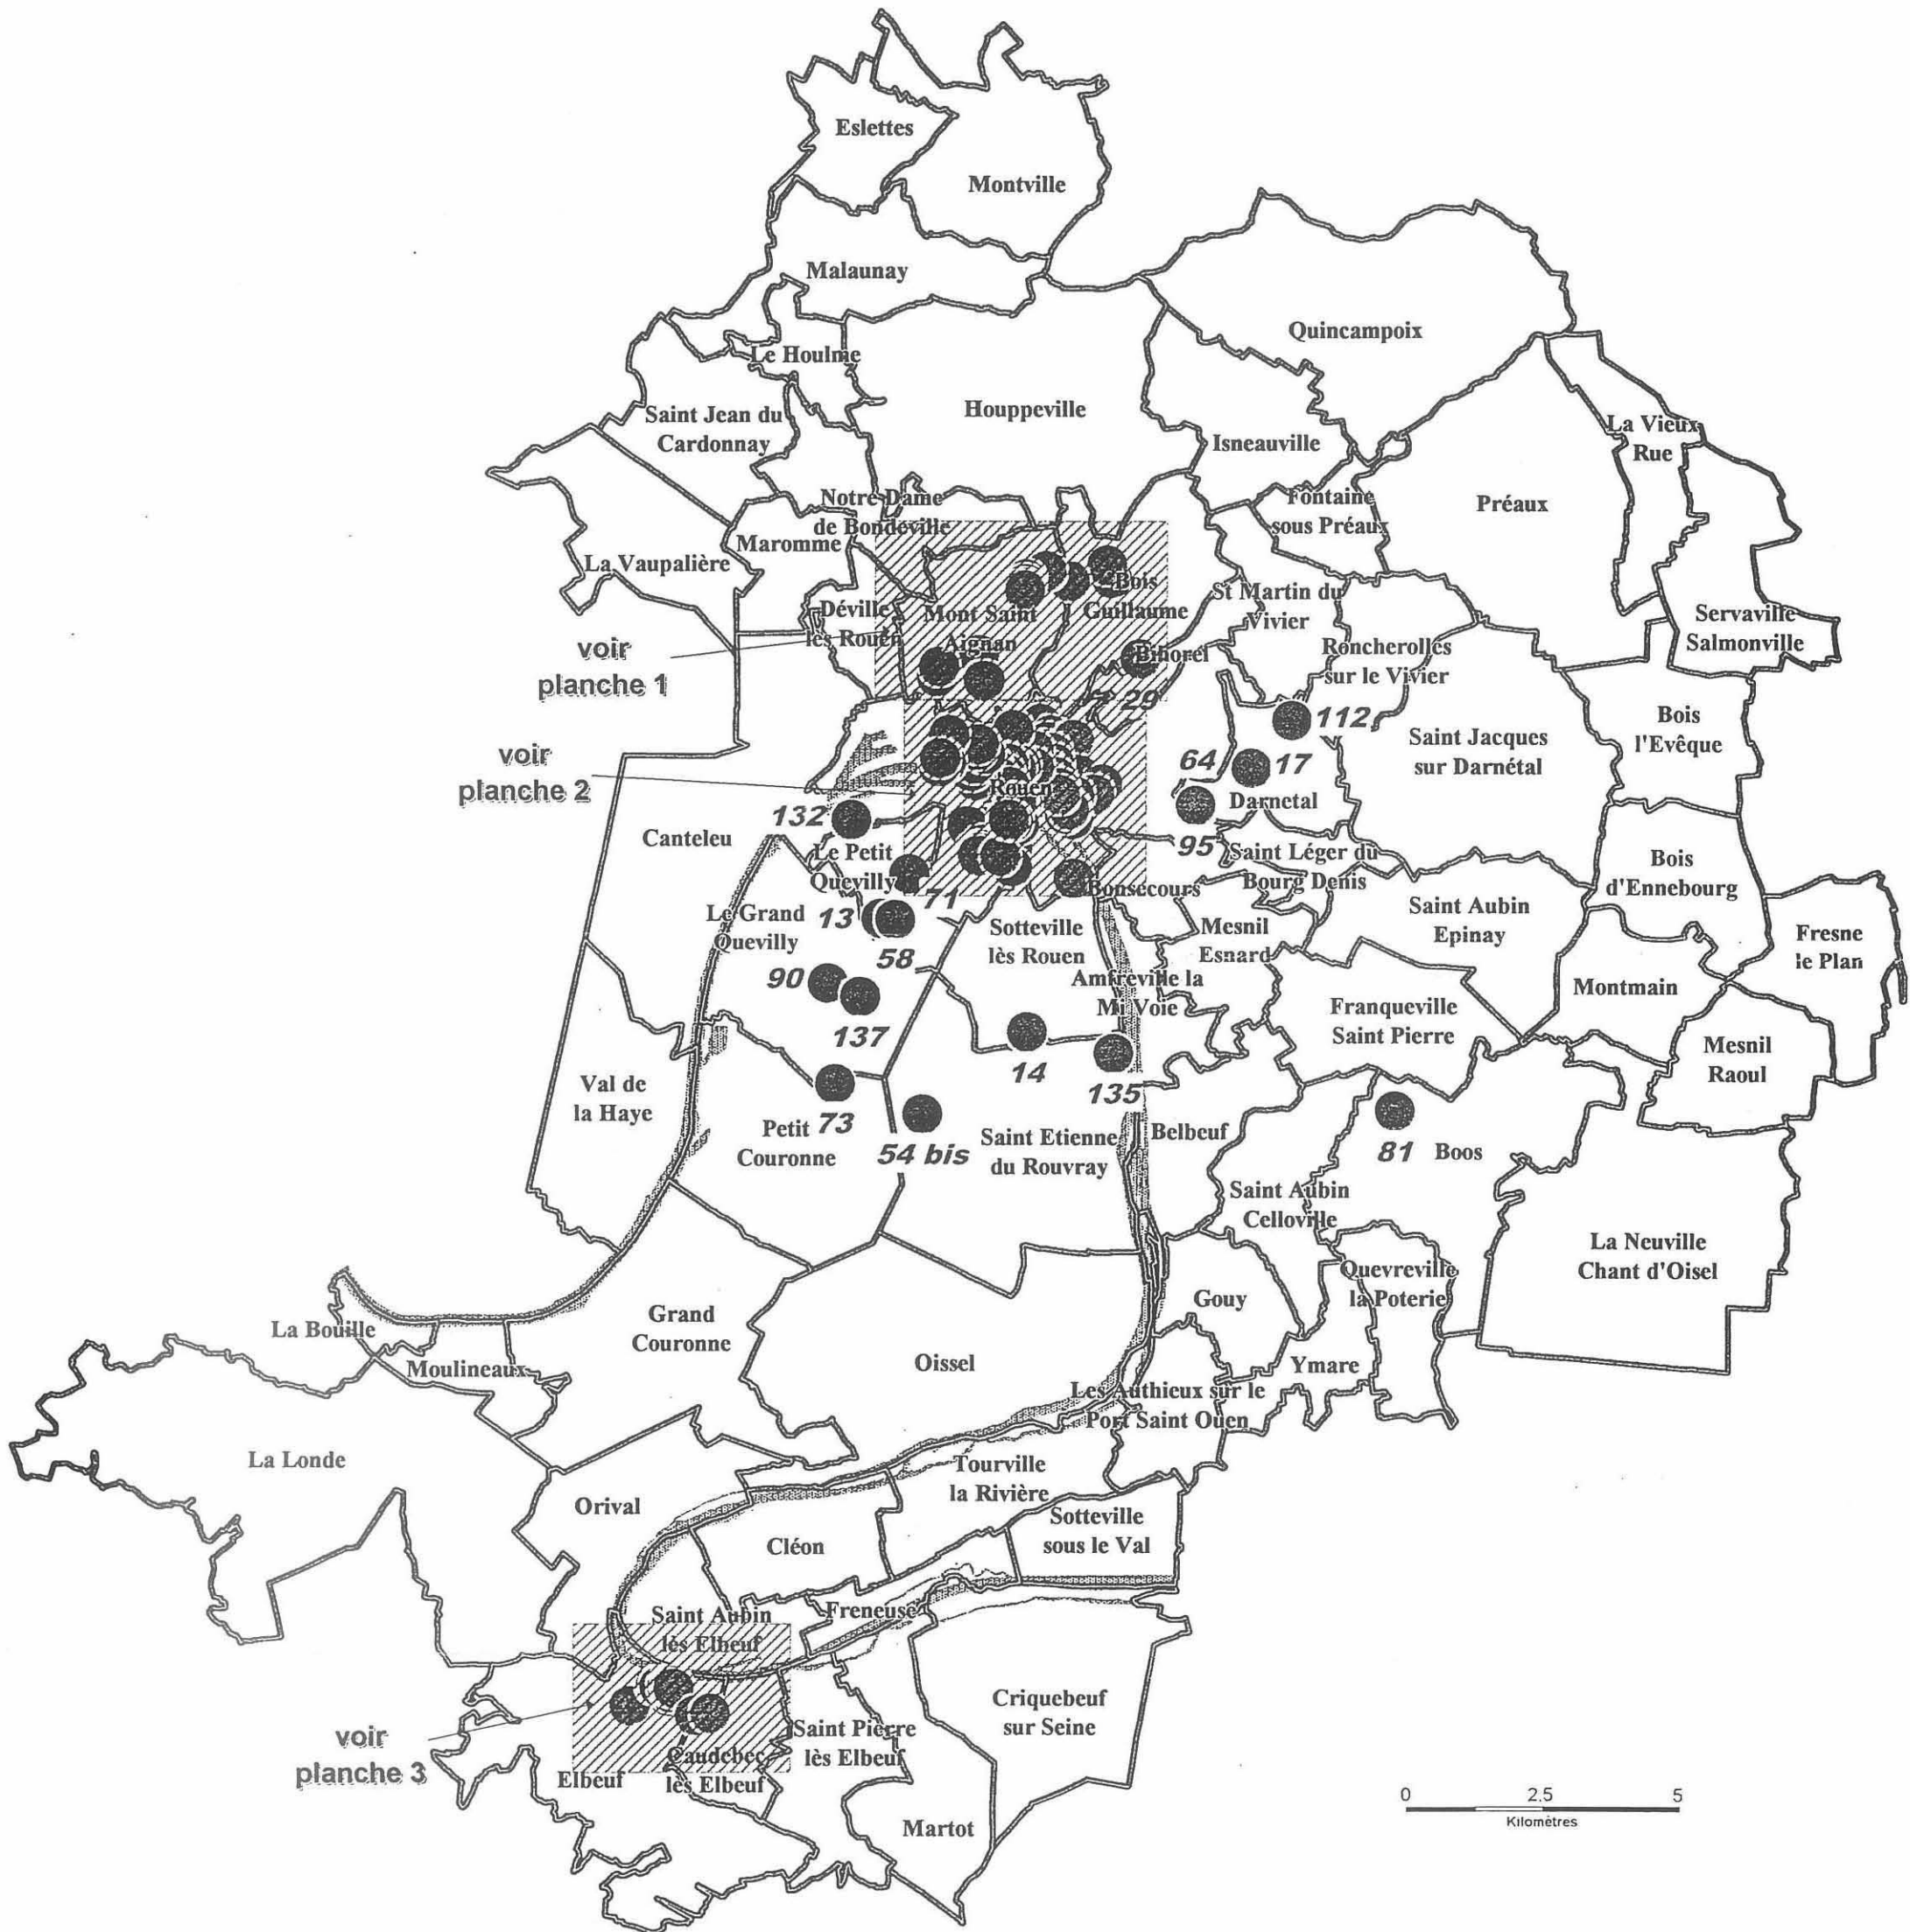 Eslettes
Montville
Malaunay
Quincampoix
Le Houlme
Houppeville
Saint Jean du
Cardonnay
Isneauville
La Vieux
Rue
Notre Dame
de Bondeville
Fontaine
sous Préaux
Préaux
Maromme
La Vaupalière
Bois
Guillaume
Déville
lès Rouen
Mont Saint
Aignan
St Martin du
Vivier
Servaville
Salmonville
voir
planche 1
Bihorel
Roncherolles
sur le Vivier
29
112
Bois
l'Evêque
Saint Jacques
sur Darnétal
voir
planche 2
64
17
Rouen
Darnetal
132
Canteleu
95
Le Petit
Quevilly
Saint Léger du
Bourg Denis
Bois
d'Ennebourg
71
Bonsecours
Le Grand
Quevilly
13
58
Sotteville
lès Rouen
Mesnil
Esnard
Saint Aubin
Epinay
Fresne
le Plan
90
137
Amfreville la
Mi Voie
Franqueville
Saint Pierre
Montmain
14
135
Mesnil
Raoul
Val de
la Haye
73
Petit
Couronne
54 bis
Saint Etienne
du Rouvray
Belbeuf
81
Boos
Saint Aubin
Celloville
La Neuville
Chant d'Oisel
Quevreville
la Poterie
Gouy
La Bouille
Grand
Couronne
Moulineaux
Oissel
Ymare
Les Authieux sur le
Port Saint Ouen
La Londe
Tourville
la Rivière
Orival
Cléon
Sotteville
sous le Val
Saint Aubin
lès Elbeuf
Freneuse
Criquebeuf
sur Seine
voir
planche 3
Saint Pierre
lès Elbeuf
Elbeuf
Caudebec
lès Elbeuf
Martot
0 2.5 5
Kilomètres